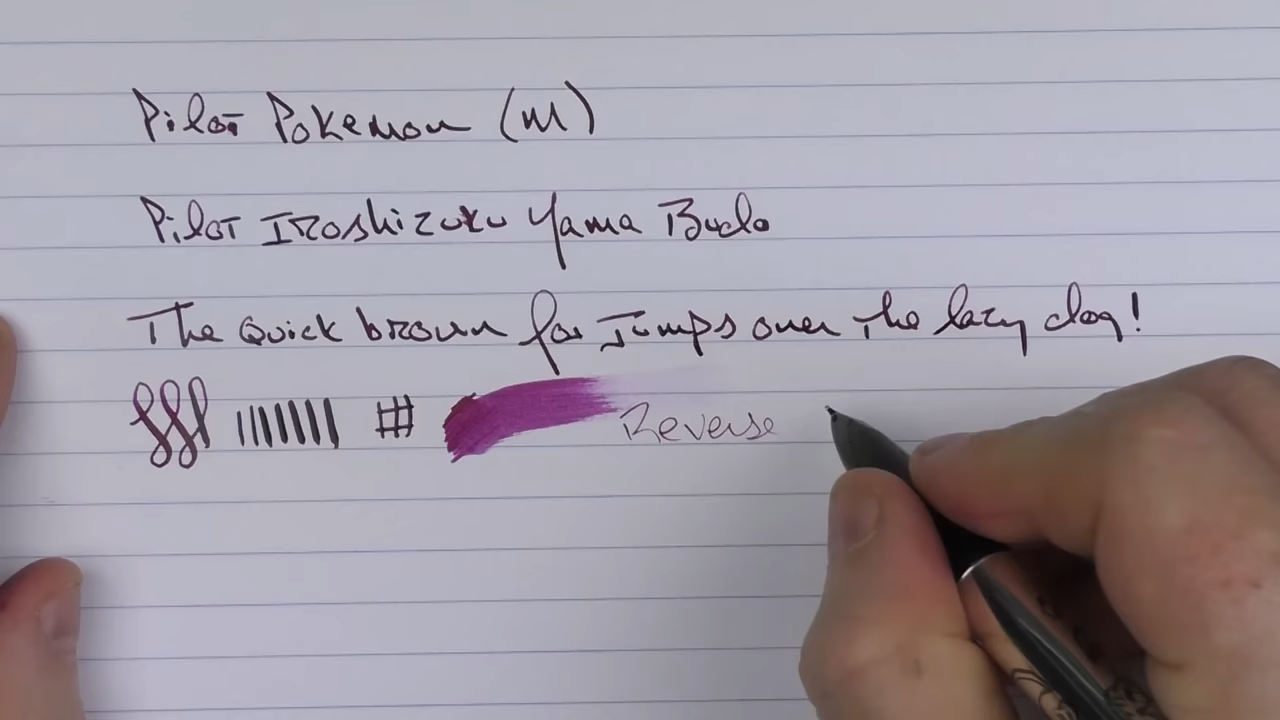 Pilot Pokemon (M)
Pilot Iroshizuku Yama Budo
The Quick brown fox Jumps over the lazy dog!
# Reverse